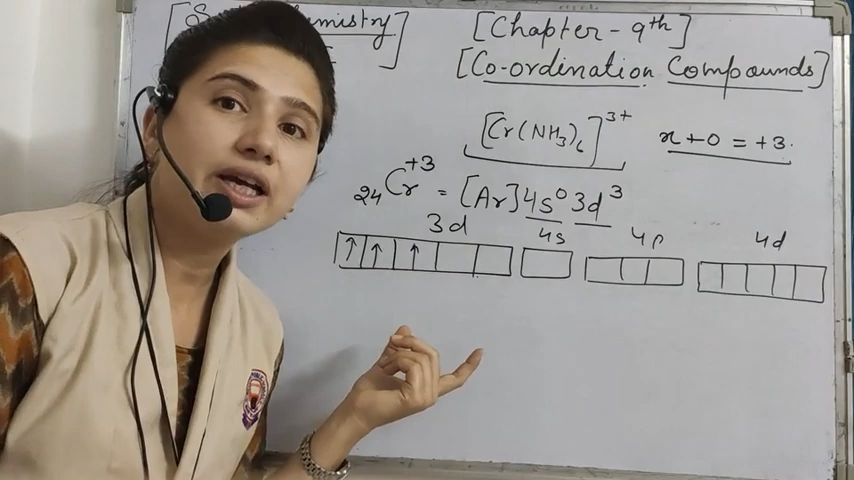 Chemistry]
[Chapter - 9th]
[Co-ordination Compounds]
[Cr(NH3)6]3+
x+0=+3.
24Cr+3 = [Ar]4s0 3d3
3d 4s 4p 4d